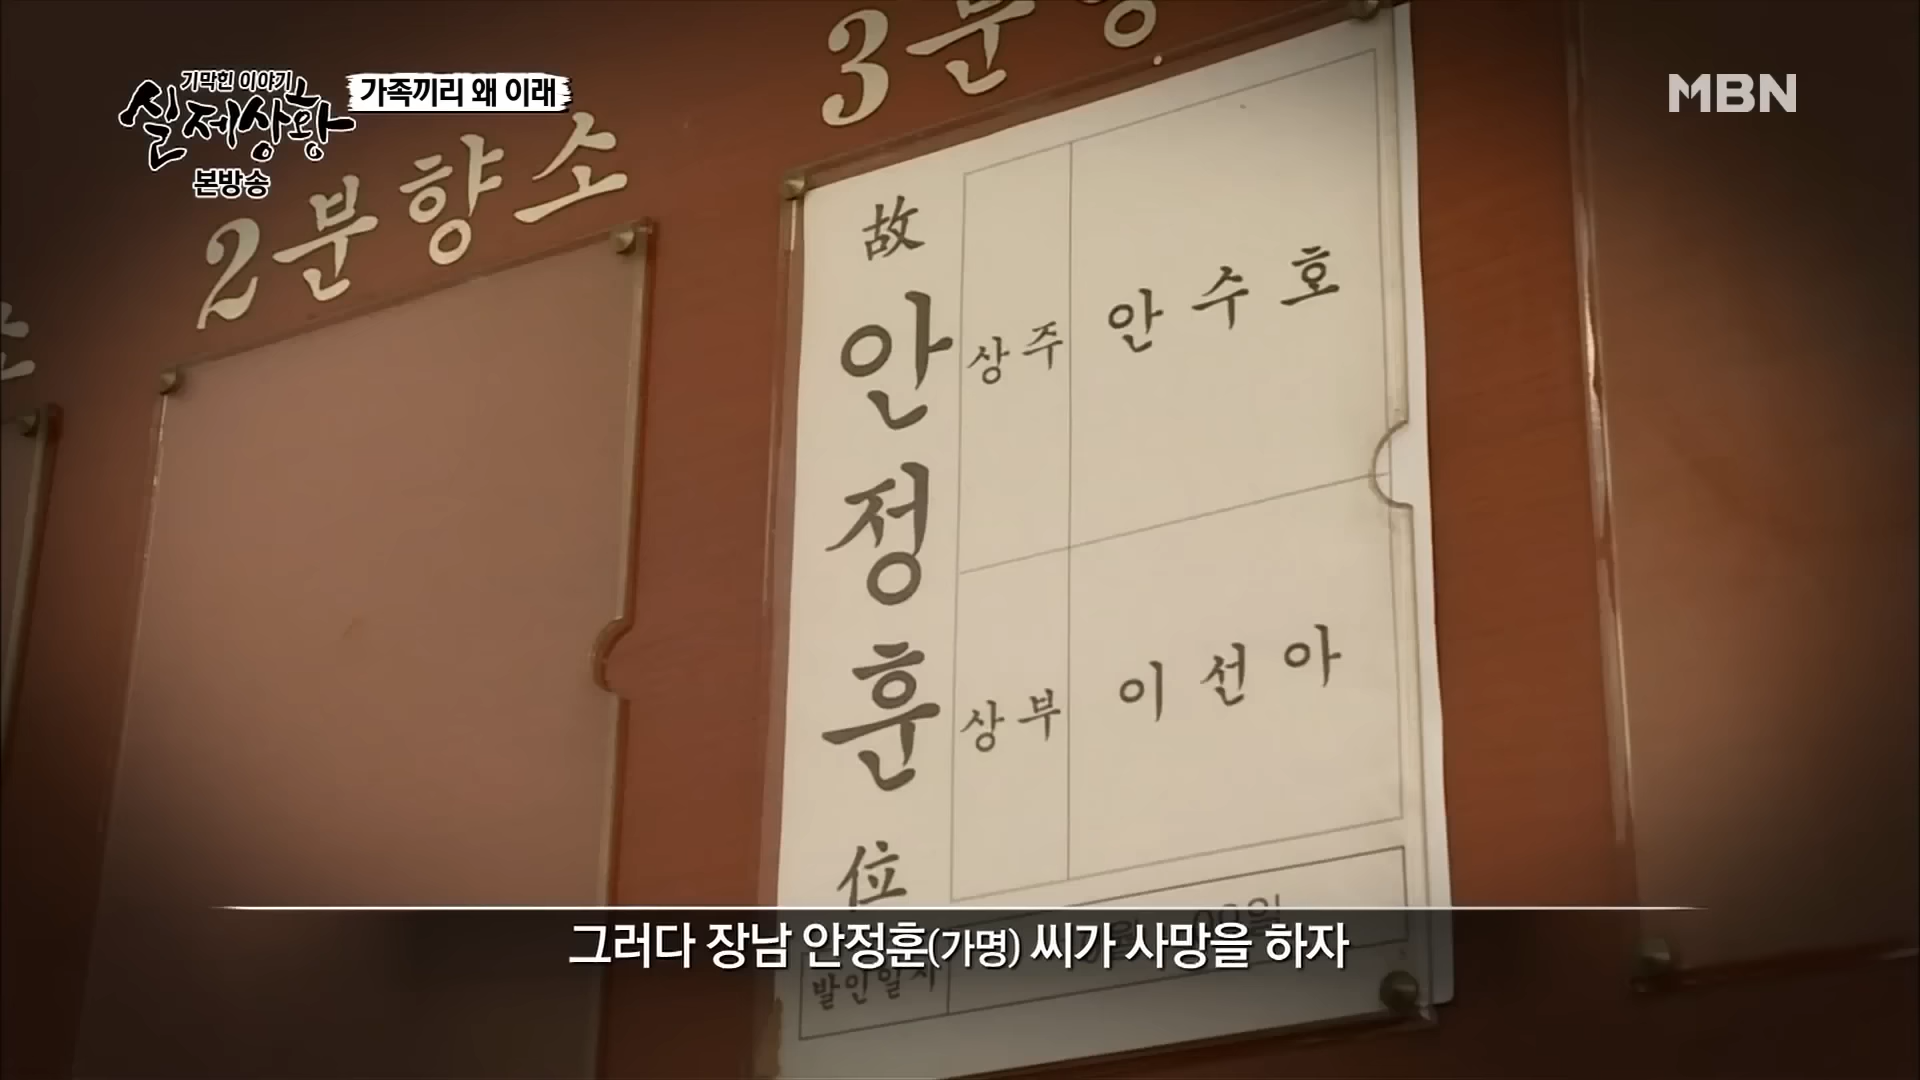 기막힌 이야기
실제상황
본방송
가족끼리 왜 이래
MBN
2분향소
3분향
故
안정훈
位
상주
안수호
상부
이선아
발인일시
그러다 장남 안정훈(가명) 씨가 사망을 하자